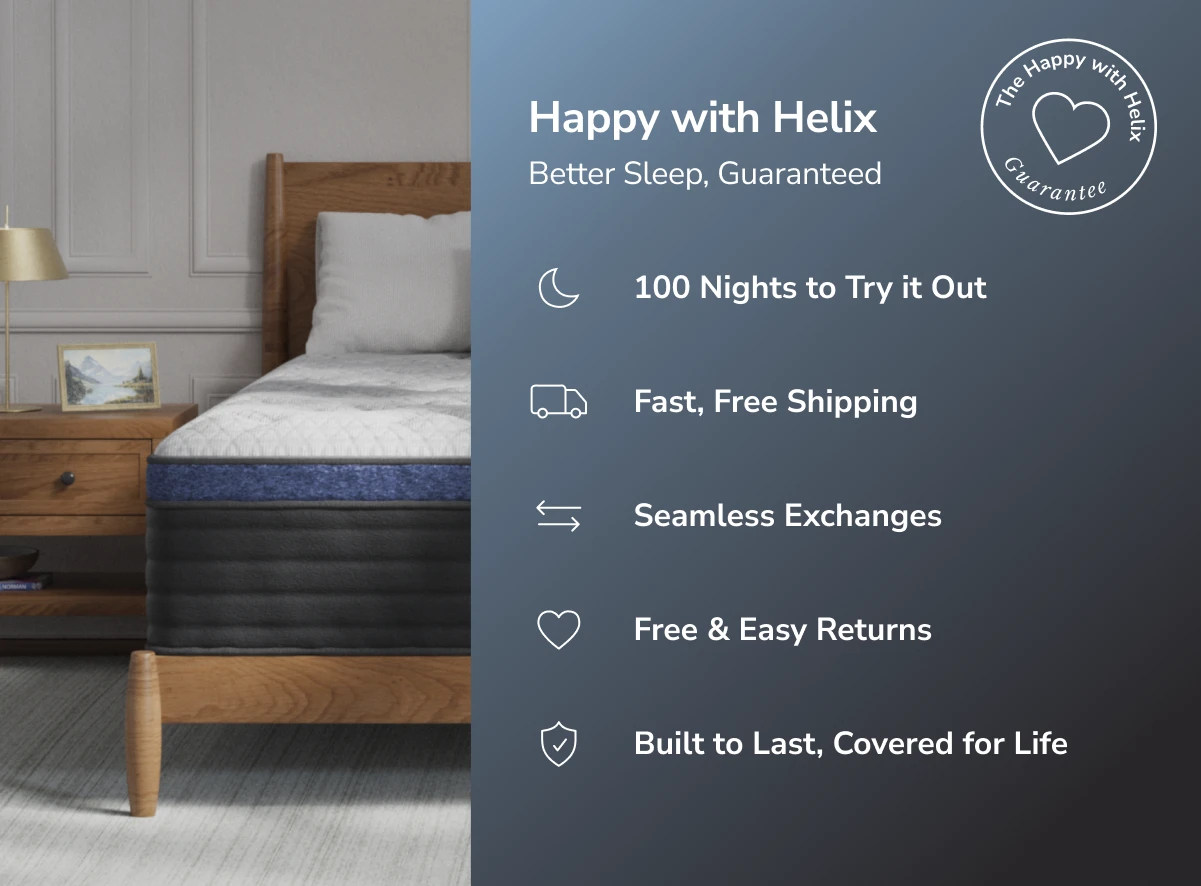 Happy with Helix
Better Sleep, Guaranteed
The Happy with Helix
Guarantee
100 Nights to Try it Out
Fast, Free Shipping
Seamless Exchanges
Free & Easy Returns
Built to Last, Covered for Life
NORMAN